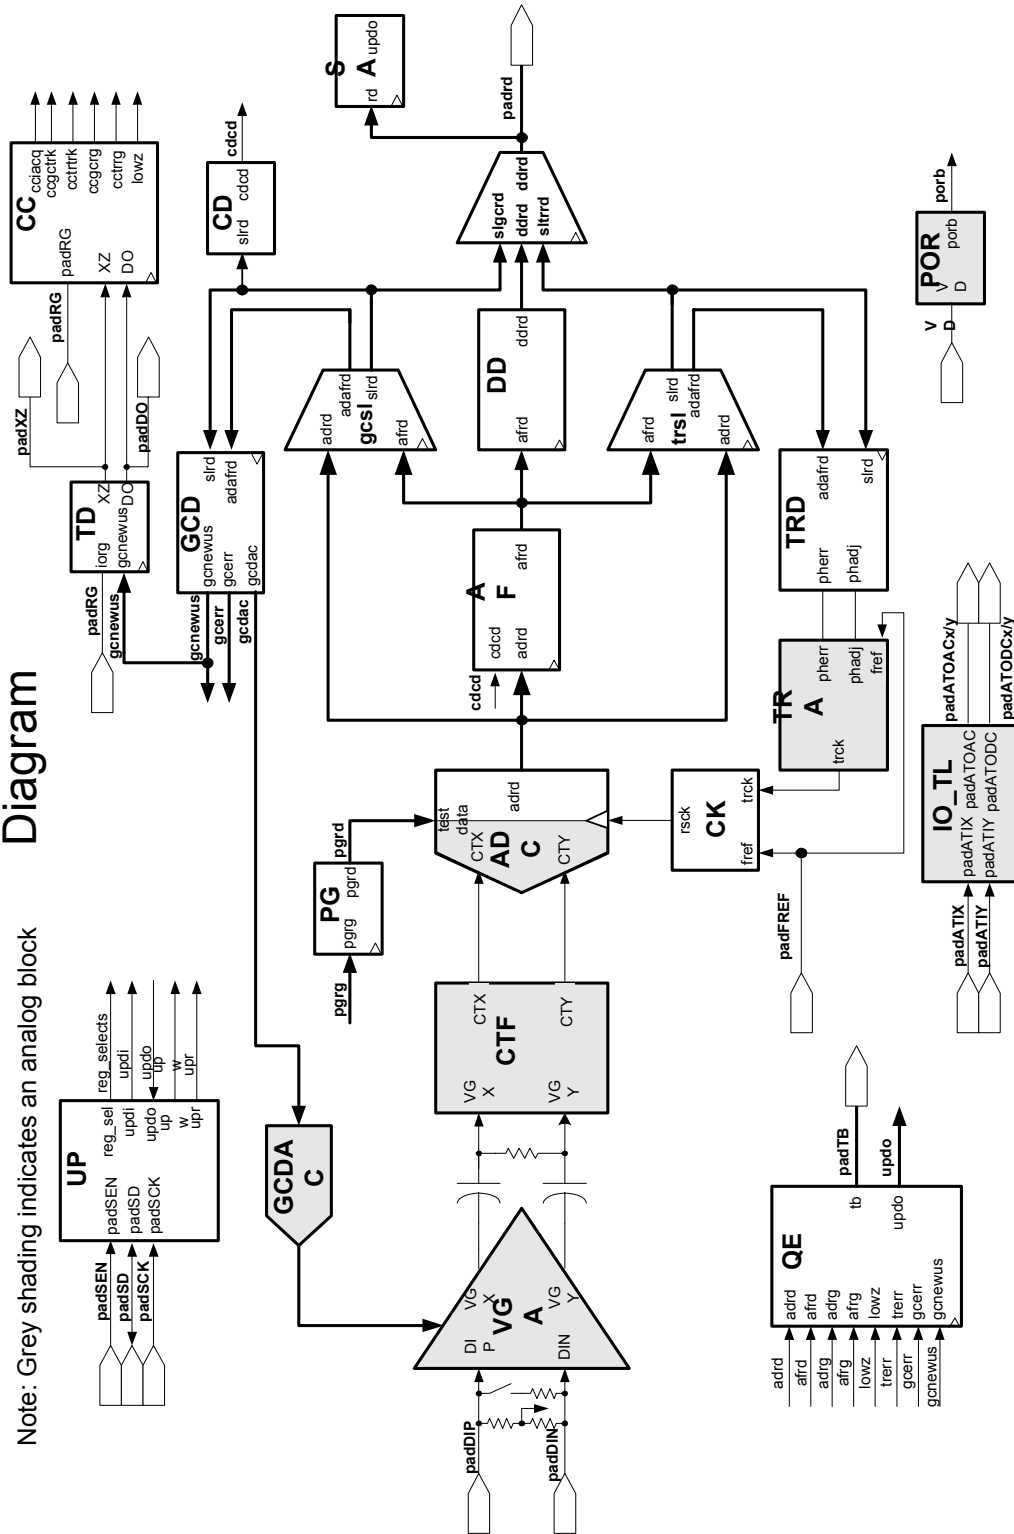 Diagram
Note: Grey shading indicates an analog block
UP
padSEN
padSD
padSCK
padSEN
padSD
padSCK
reg_sel
updi
updo
up
w
upr
reg_selects
updi
updo
up
w
upr
GCDA
C
padDIP
padDIN
DI
P
DIN
VG
A
VG
X
VG
Y
CTF
VG
X
VG
Y
CTX
CTY
pgrg
PG
pgrg
pgrd
pgrd
AD
C
test
data
CTX
CTY
adrd
CK
rsck
fref
trck
padFREF
padRG
gcnewus
TD
iorg
gcnewus
XZ
DO
padXZ
padDO
padRG
CC
padRG
XZ
DO
cciacq
ccgctrk
cctrtrk
ccgcrg
cctrrg
lowz
GCD
gcnewus
gcerr
gcdac
slrd
adafrd
gcnewus
gcerr
gcdac
CD
slrd
cdcd
cdcd
A
F
cdcd
adrd
afrd
cdcd
gcsl
adrd
afrd
adafrd
slrd
DD
afrd
ddrd
trsl
afrd
adrd
slrd
adafrd
slgcrd
ddrd
sltrrd
ddrd
S
A
rd
updo
padrd
TRD
pherr
phadj
adafrd
slrd
TR
A
trck
pherr
phadj
fref
IO_TL
padATIX
padATIY
padATIX
padATIY
padATOAC
padATODC
padATOACx/y
padATODCx/y
POR
V
D
porb
V
D
porb
QE
adrd
afrd
adrg
afrg
lowz
trerr
gcerr
gcnewus
adrd
afrd
adrg
afrg
lowz
trerr
gcerr
gcnewus
tb
updo
padTB
updo